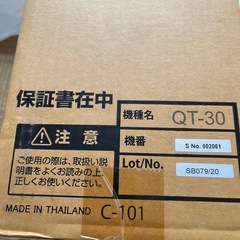 保証書在中
機種名 QT-30
機番 S No. 002061
Lot/No. SB079/20
注意
ご使用の際は、取扱い説
明書をよくお読みの上、
正しくお使いください。
MADE IN THAILAND C-101